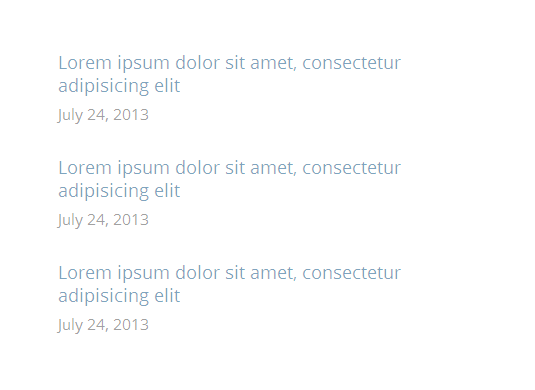 Lorem ipsum dolor sit amet, consectetur
adipisicing elit
July 24, 2013
Lorem ipsum dolor sit amet, consectetur
adipisicing elit
July 24, 2013
Lorem ipsum dolor sit amet, consectetur
adipisicing elit
July 24, 2013